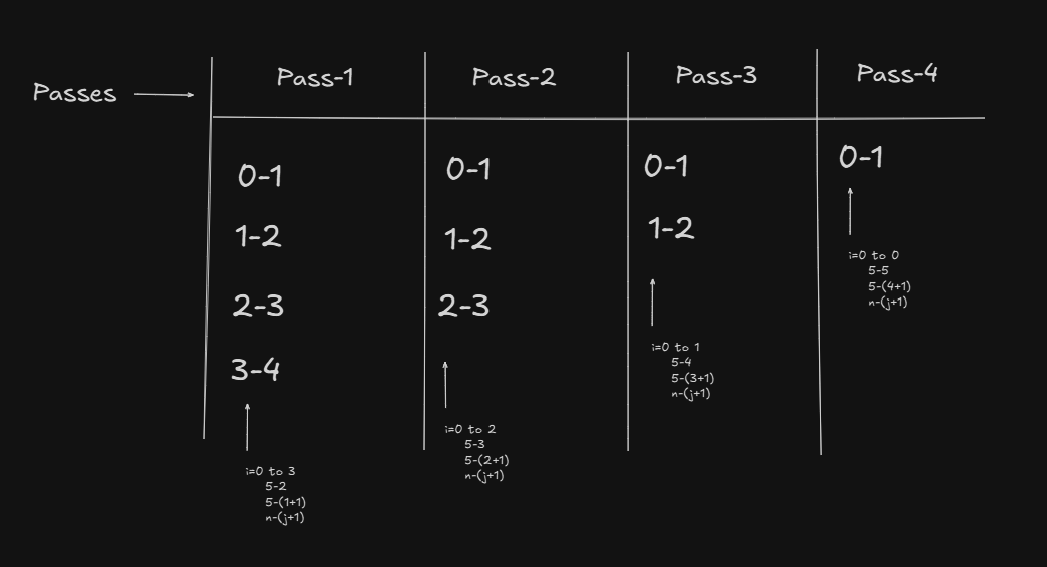 Passes
Pass-1
Pass-2
Pass-3
Pass-4
0-1
1-2
2-3
3-4
i=0 to 3
5-2
5-(1+1)
n-(j+1)
0-1
1-2
2-3
i=0 to 2
5-3
5-(2+1)
n-(j+1)
0-1
1-2
i=0 to 1
5-4
5-(3+1)
n-(j+1)
0-1
i=0 to 0
5-5
5-(4+1)
n-(j+1)